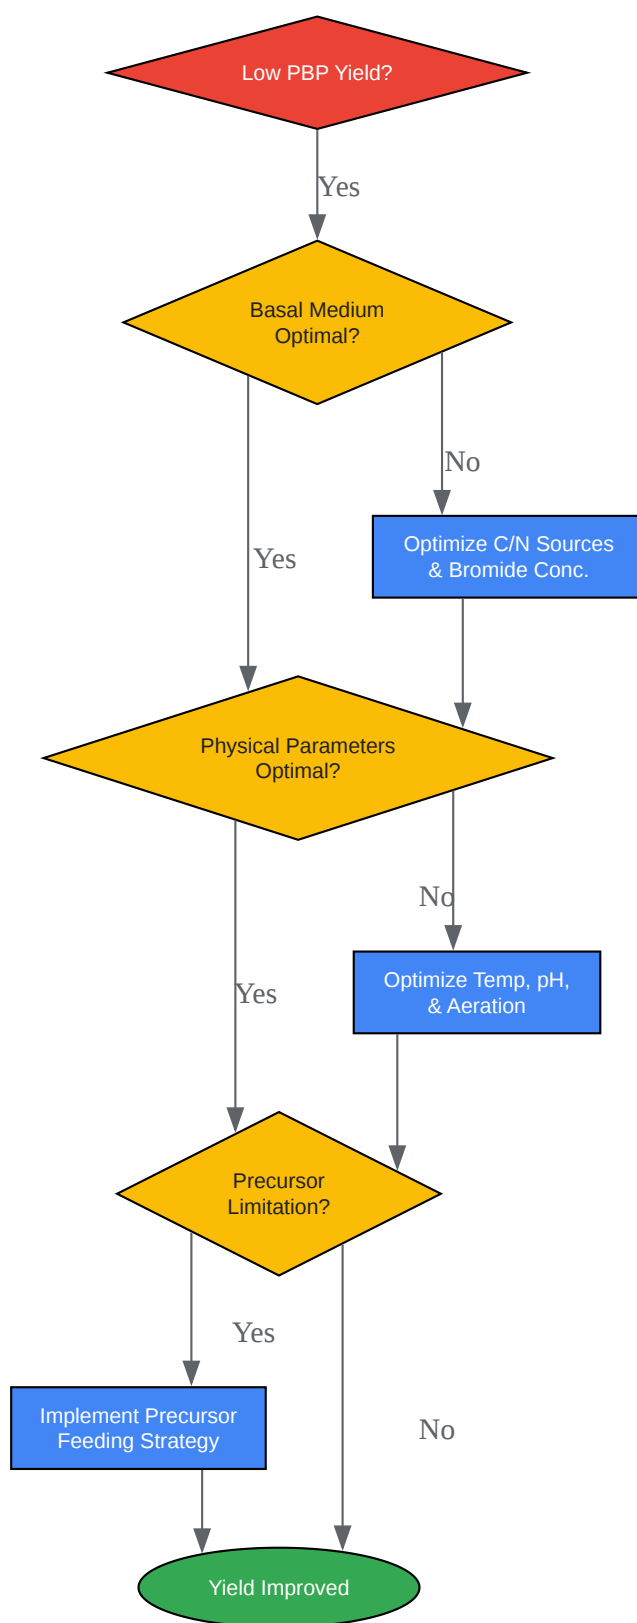 Low PBP Yield?
Yes
Basal Medium
Optimal?
No
Optimize C/N Sources
& Bromide Conc.
Yes
Physical Parameters
Optimal?
No
Optimize Temp, pH,
& Aeration
Yes
Precursor
Limitation?
Yes
Implement Precursor
Feeding Strategy
No
Yield Improved